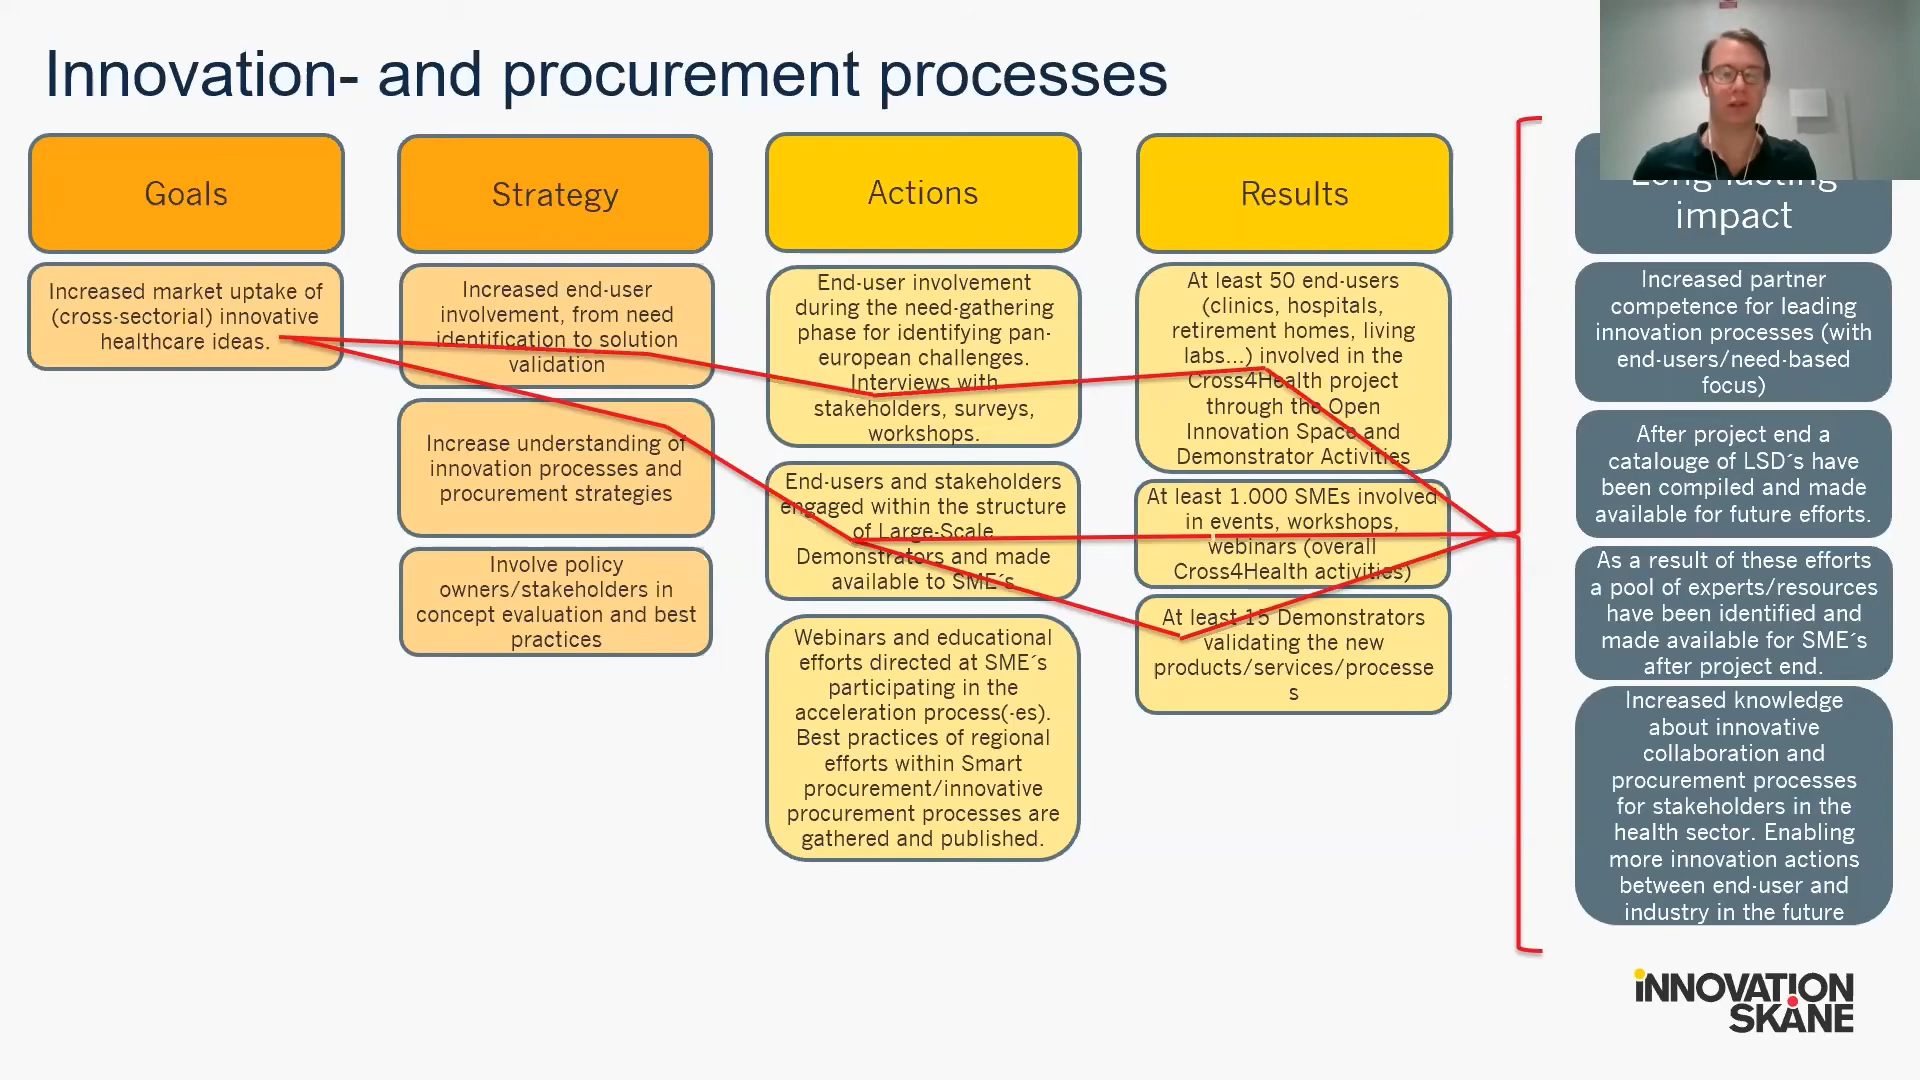 Innovation- and procurement processes
Goals
Increased market uptake of
(cross-sectorial) innovative
healthcare ideas.
Strategy
Increased end-user
involvement, from need
identification to solution
validation
Increase understanding of
innovation processes and
procurement strategies
Involve policy
owners/stakeholders in
concept evaluation and best
practices
Actions
End-user involvement
during the need-gathering
phase for identifying pan-
european challenges.
Interviews with
stakeholders, surveys,
workshops.
End-users and stakeholders
engaged within the structure
of Large-Scale
Demonstrators and made
available to SME´s
Webinars and educational
efforts directed at SME´s
participating in the
acceleration process(-es).
Best practices of regional
efforts within Smart
procurement/innovative
procurement processes are
gathered and published.
Results
At least 50 end-users
(clinics, hospitals,
retirement homes, living
labs...) involved in the
Cross4Health project
through the Open
Innovation Space and
Demonstrator Activities
At least 1.000 SMEs involved
in events, workshops,
webinars (overall
Cross4Health activities)
At least 15 Demonstrators
validating the new
products/services/processe
s
Long-lasting
impact
Increased partner
competence for leading
innovation processes (with
end-users/need-based
focus)
After project end a
catalouge of LSD´s have
been compiled and made
available for future efforts.
As a result of these efforts
a pool of experts/resources
have been identified and
made available for SME´s
after project end.
Increased knowledge
about innovative
collaboration and
procurement processes
for stakeholders in the
health sector. Enabling
more innovation actions
between end-user and
industry in the future
INNOVATION
SKÅNE